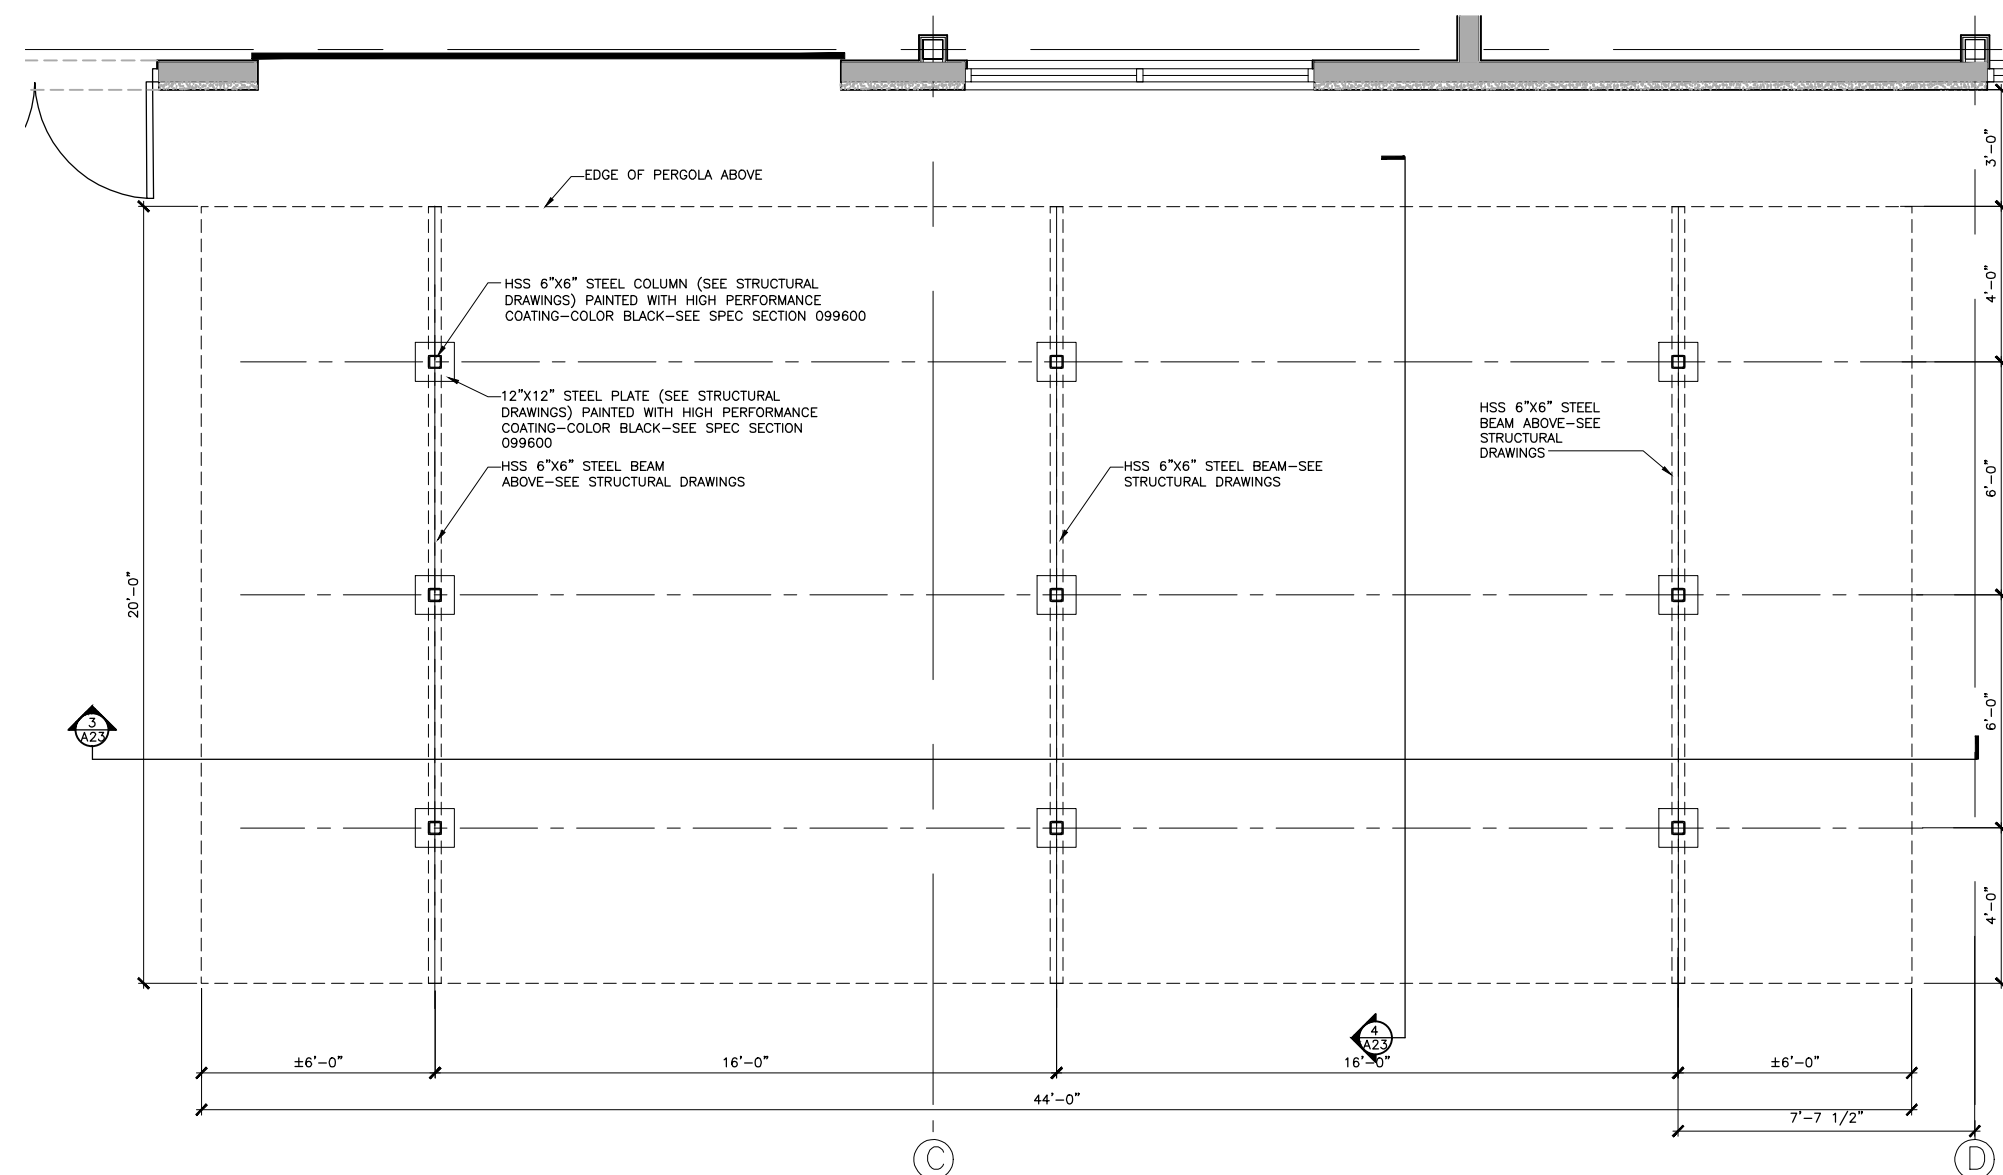 3'-0"
EDGE OF PERGOLA ABOVE
4'-0"
HSS 6"X6" STEEL COLUMN (SEE STRUCTURAL
DRAWINGS) PAINTED WITH HIGH PERFORMANCE
COATING-COLOR BLACK-SEE SPEC SECTION 099600
12"X12" STEEL PLATE (SEE STRUCTURAL
DRAWINGS) PAINTED WITH HIGH PERFORMANCE
COATING-COLOR BLACK-SEE SPEC SECTION
099600
HSS 6"X6" STEEL
BEAM ABOVE-SEE
STRUCTURAL
DRAWINGS
HSS 6"X6" STEEL BEAM
ABOVE-SEE STRUCTURAL DRAWINGS
HSS 6"X6" STEEL BEAM-SEE
STRUCTURAL DRAWINGS
6'-0"
20'-0"
6'-0"
3
A23
4'-0"
4
A23
±6'-0"
16'-0"
16'-0"
±6'-0"
44'-0"
7'-7 1/2"
C
D